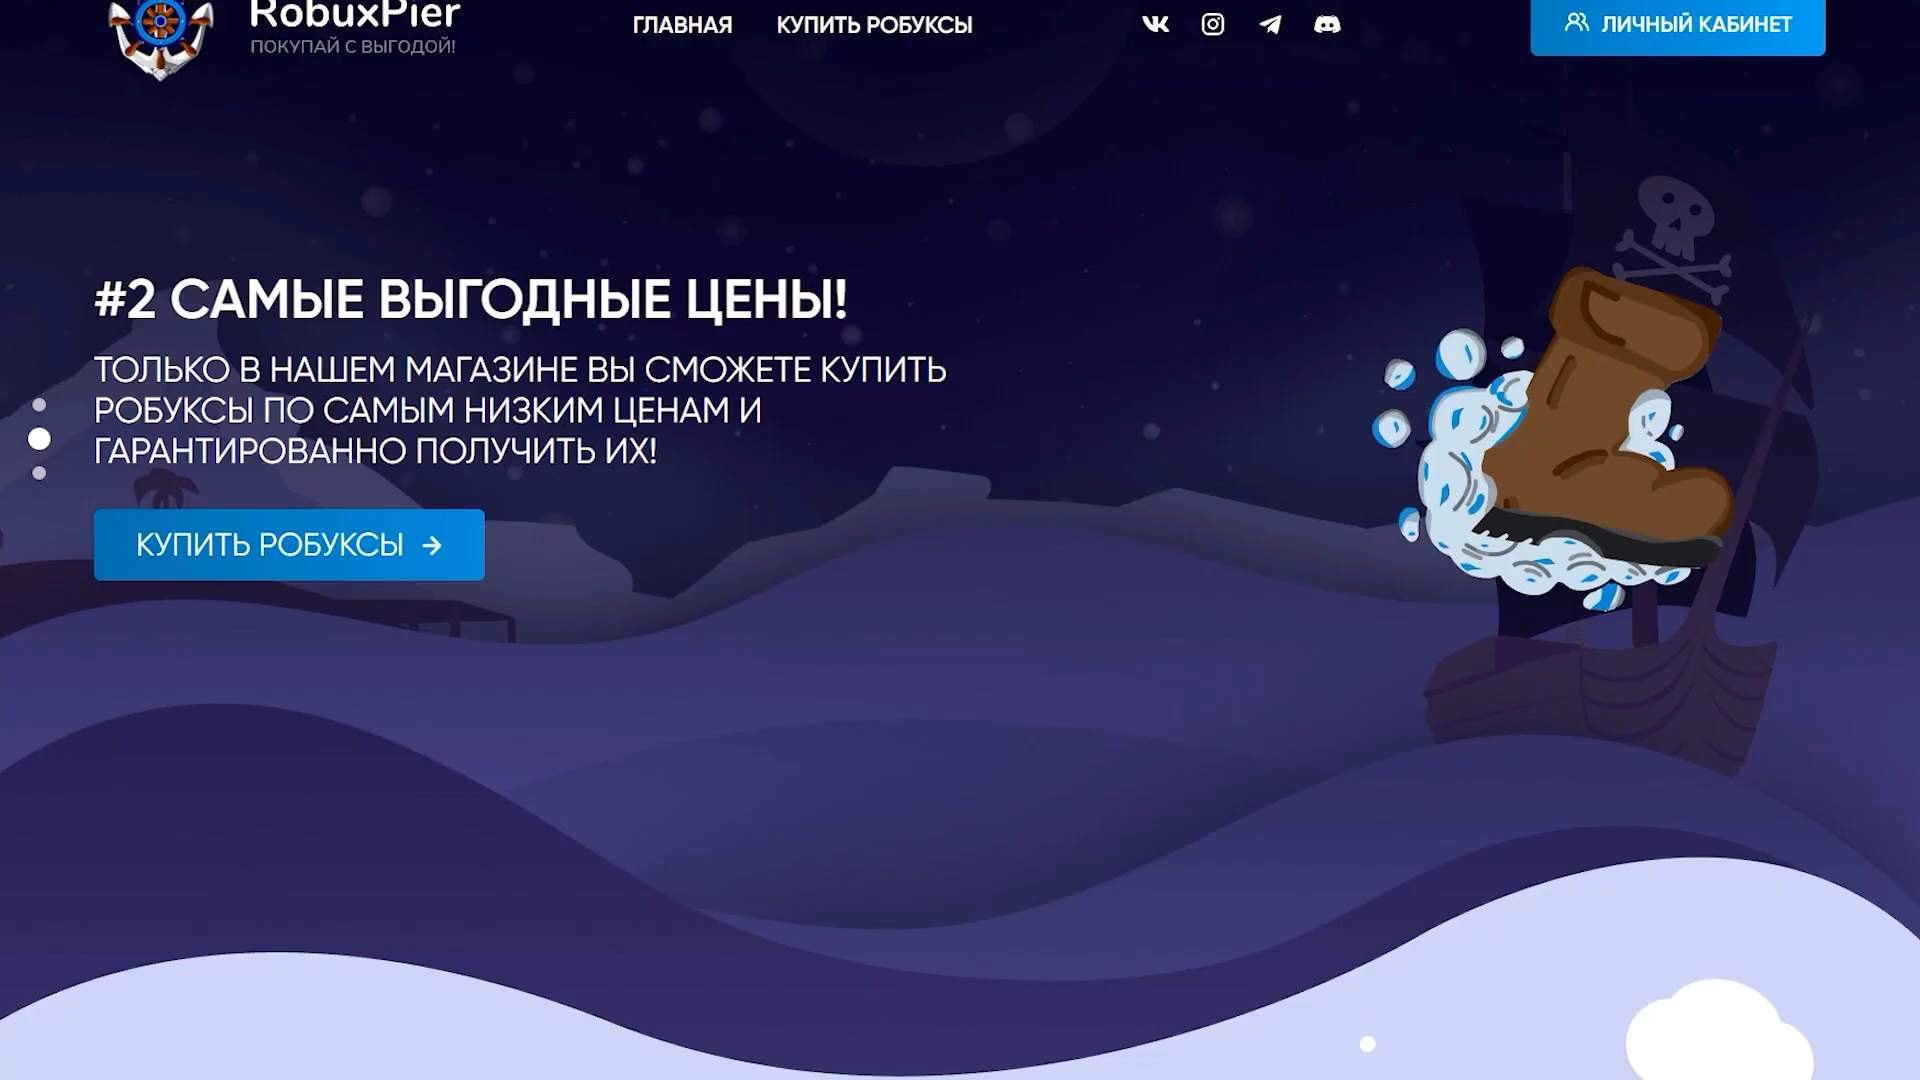 RobuxPier
ПОКУПАЙ С ВЫГОДОЙ!
ГЛАВНАЯ
КУПИТЬ РОБУКСЫ
ЛИЧНЫЙ КАБИНЕТ
#2 САМЫЕ ВЫГОДНЫЕ ЦЕНЫ!
ТОЛЬКО В НАШЕМ МАГАЗИНЕ ВЫ СМОЖЕТЕ КУПИТЬ
РОБУКСЫ ПО САМЫМ НИЗКИМ ЦЕНАМ И
ГАРАНТИРОВАННО ПОЛУЧИТЬ ИХ!
КУПИТЬ РОБУКСЫ →